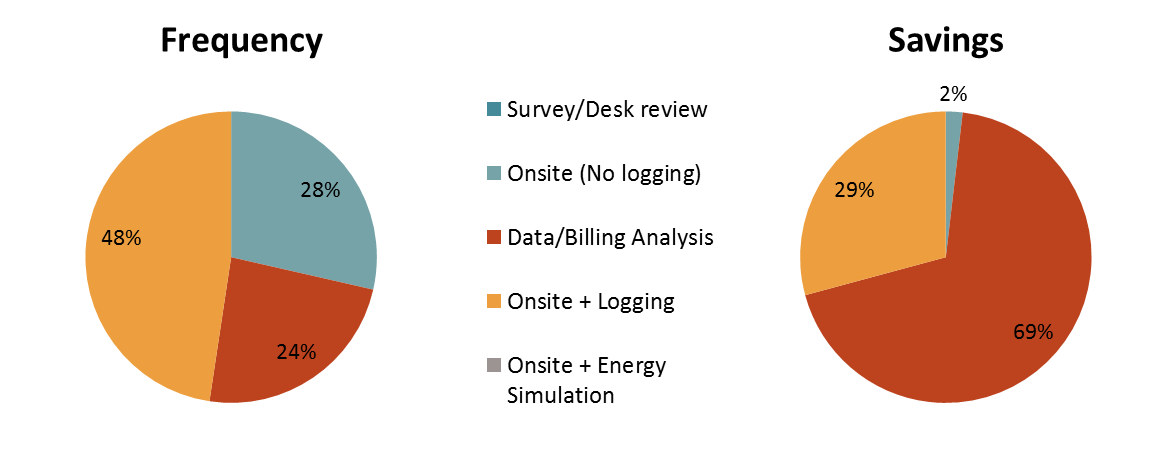 Frequency
28%
24%
48%
Survey/Desk review
Onsite (No logging)
Data/Billing Analysis
Onsite + Logging
Onsite + Energy
Simulation
Savings
2%
69%
29%